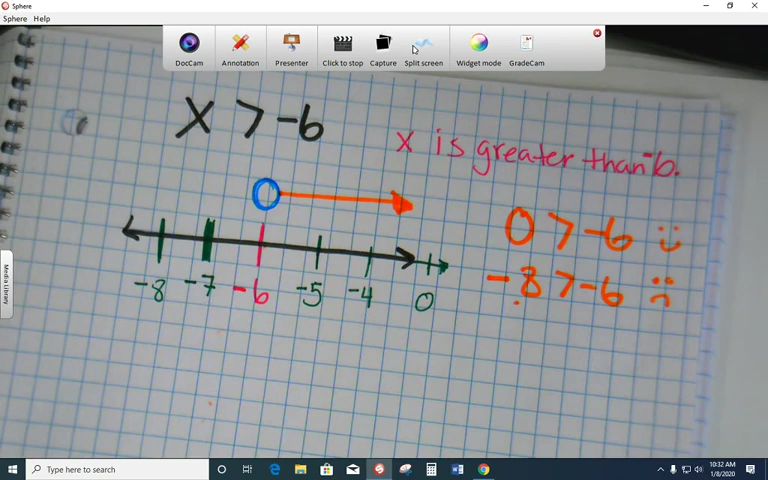 Sphere
Sphere Help
DocCam Annotation Presenter Click to stop Capture Split screen Widget mode GradeCam
Media Library
x > -6
x is greater than -6.
0 > -6
-8 > -6
-8 -7 -6 -5 -4 0
Type here to search
10:32 AM
1/8/2020